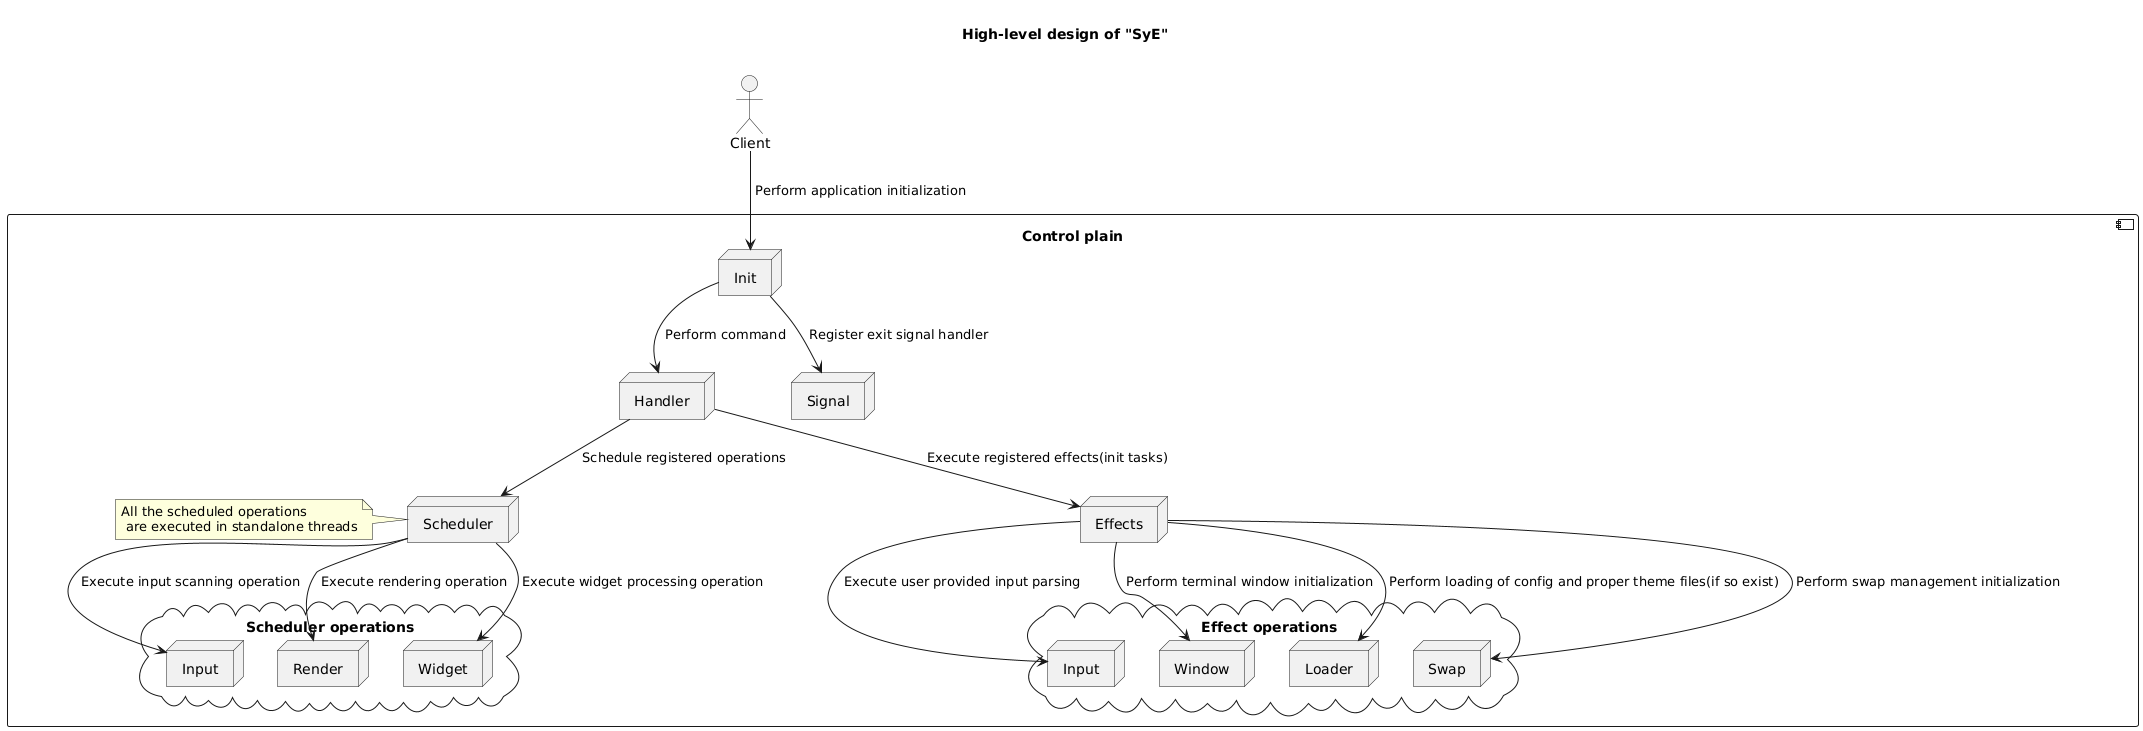 High-level design of "SyE"
Client
Perform application initialization
Control plain
Init
Perform command
Register exit signal handler
Handler
Signal
Schedule registered operations
Execute registered effects(init tasks)
All the scheduled operations
are executed in standalone threads
Scheduler
Effects
Execute input scanning operation
Execute rendering operation
Execute widget processing operation
Execute user provided input parsing
Perform terminal window initialization
Perform loading of config and proper theme files(if so exist)
Perform swap management initialization
Scheduler operations
Effect operations
Input
Render
Widget
Input
Window
Loader
Swap